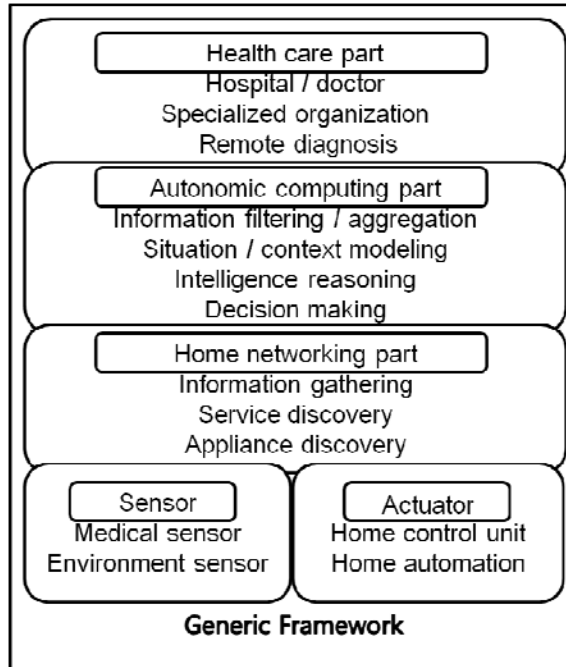 Health care part
Hospital / doctor
Specialized organization
Remote diagnosis
Autonomic computing part
Information filtering / aggregation
Situation / context modeling
Intelligence reasoning
Decision making
Home networking part
Information gathering
Service discovery
Appliance discovery
Sensor
Medical sensor
Environment sensor
Actuator
Home control unit
Home automation
Generic Framework